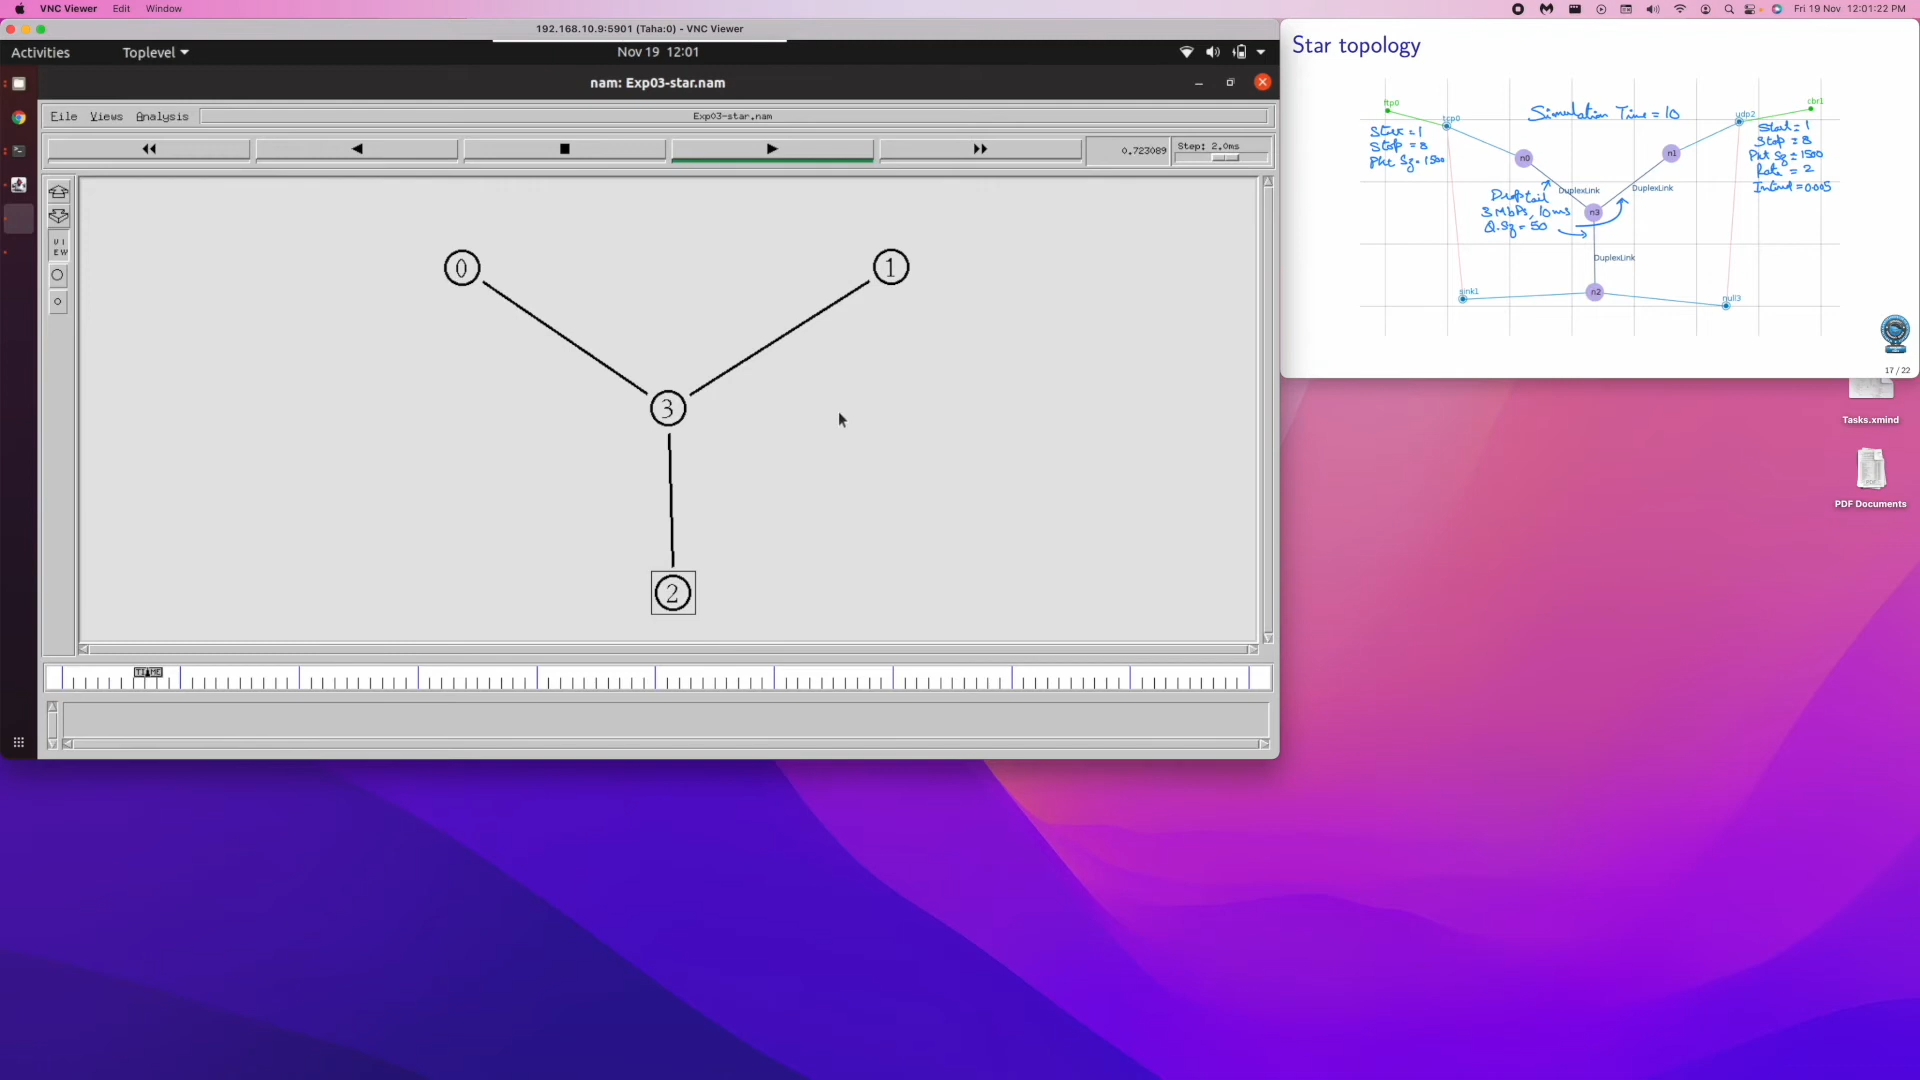 VNC Viewer Edit Window
Fri 19 Nov 12:01:22 PM
192.168.10.9:5901 (Taha:0) - VNC Viewer
Activities Toplevel
Nov 19 12:01
nam: Exp03-star.nam
File Views Analysis
Exp03-star.nam
0.723089
Step: 2.0ms
VI
EW
0
1
3
2
TIME
Star topology
ftp0
tcp0
Simulation Time = 10
udp2
cbr1
Start = 1
Stop = 8
Pkt Sz = 1500
Start = 1
Stop = 8
Pkt Sz = 1500
Rate = 2
n0
n1
DuplexLink
DuplexLink
Droptail
3 Mbps, 10ms
Q.Sz = 50
n3
DuplexLink
sink1
n2
null3
17 / 22
Tasks.xmind
PDF
PDF Documents